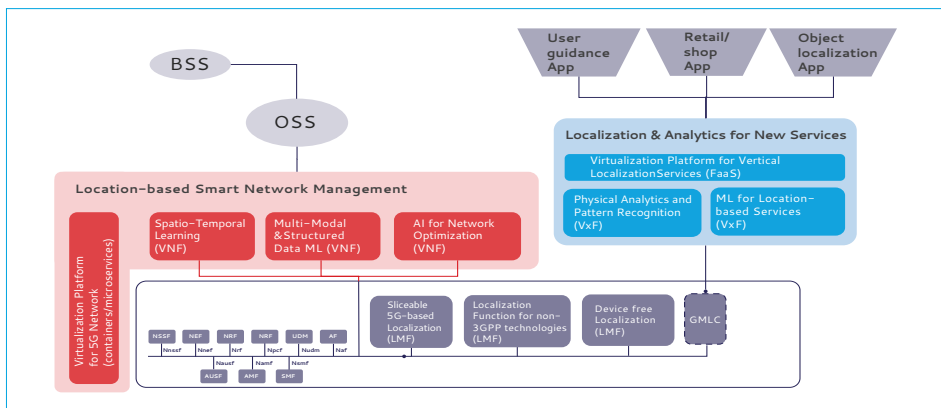 BSS
OSS
User
guidance
App
Retail/
shop
App
Object
localization
App
Localization & Analytics for New Services
Virtualization Platform for Vertical
LocalizationServices (FaaS)
Physical Analytics and
Pattern Recognition
(VxF)
ML for Location-
based Services
(VxF)
Location-based Smart Network Management
Virtualization Platform
for 5G Network
(containers/microservices)
Spatio-Temporal
Learning
(VNF)
Multi-Modal
&Structured
Data ML (VNF)
AI for Network
Optimization
(VNF)
Sliceable
5G-based
Localization
(LMF)
Localization
Function for non-
3GPP technologies
(LMF)
Device free
Localization
(LMF)
GMLC
NSSF
NEF
NRF
NRF
UDM
AF
Nnssf
Nnef
Nrf
Npcf
Nudm
Naf
Nausf
Namf
Nsmf
AUSF
AMF
SMF